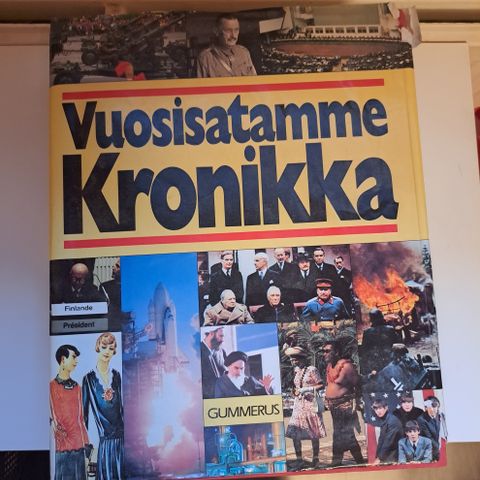 Vuosisatamme
Kronikka
Finlande
Président
GUMMERUS